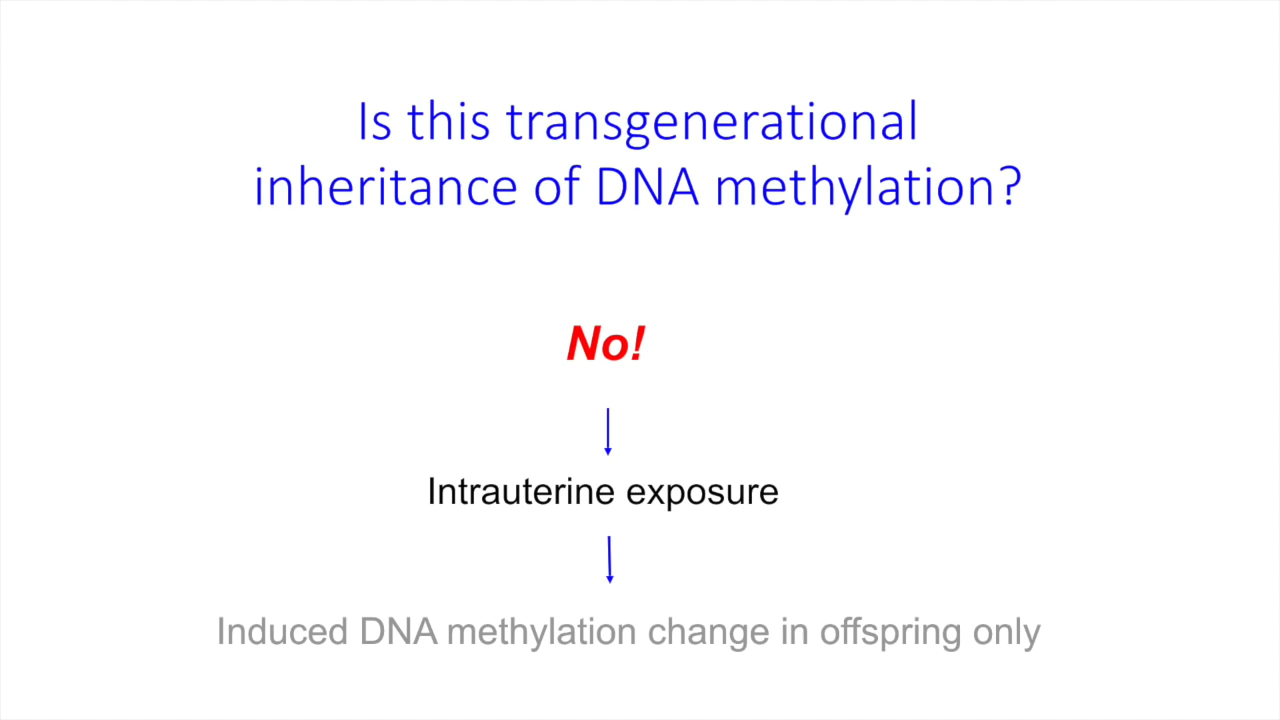 Is this transgenerational
inheritance of DNA methylation?
No!
Intrauterine exposure
Induced DNA methylation change in offspring only